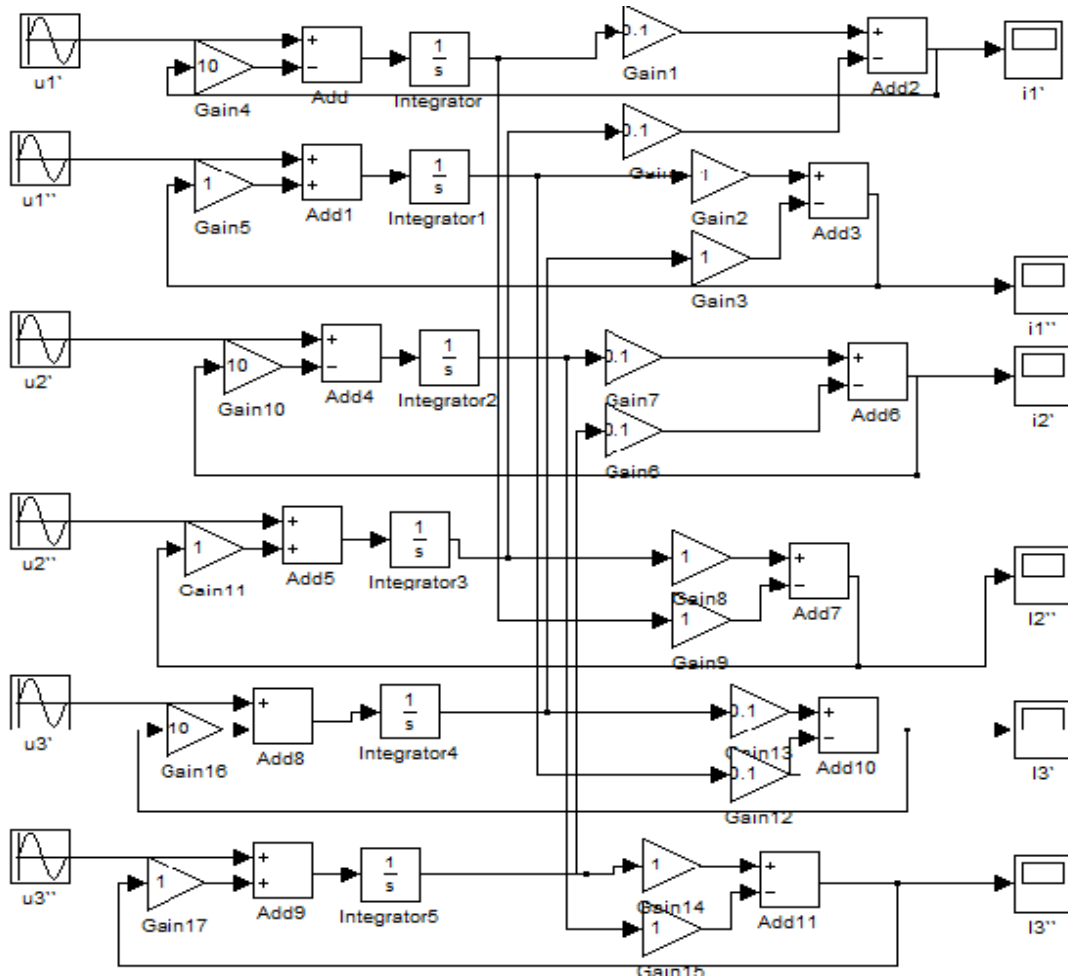 u1`
10
Gain4
+
−
Add
1
s
Integrator
0.1
Gain1
+
−
Add2
i1'
u1``
1
Gain5
+
+
Add1
1
s
Integrator1
0.1
1
Gain2
+
−
Add3
1
Gain3
i1``
u2`
10
Gain10
+
−
Add4
1
s
Integrator2
0.1
Gain7
+
−
Add6
0.1
Gain6
i2`
u2``
1
Gain11
+
+
Add5
1
s
Integrator3
1
Gain8
+
−
Add7
1
Gain9
I2``
u3`
10
Gain16
+
Add8
1
s
Integrator4
0.1
Gain13
+
−
Add10
0.1
Gain12
I3`
u3``
1
Gain17
+
+
Add9
1
s
Integrator5
1
Gain14
+
−
Add11
1
Gain15
I3``